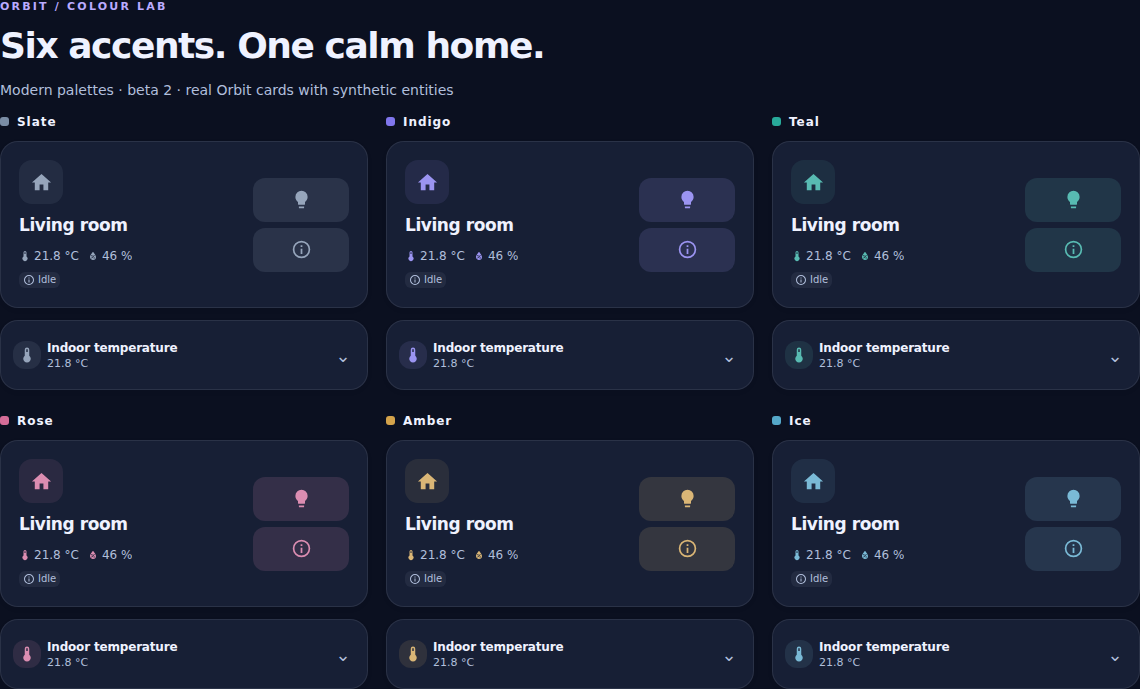 ORBIT / COLOUR LAB
Six accents. One calm home.
Modern palettes · beta 2 · real Orbit cards with synthetic entities
Slate
Living room
21.8 °C 46 %
Idle
Indoor temperature
21.8 °C
Indigo
Living room
21.8 °C 46 %
Idle
Indoor temperature
21.8 °C
Teal
Living room
21.8 °C 46 %
Idle
Indoor temperature
21.8 °C
Rose
Living room
21.8 °C 46 %
Idle
Indoor temperature
21.8 °C
Amber
Living room
21.8 °C 46 %
Idle
Indoor temperature
21.8 °C
Ice
Living room
21.8 °C 46 %
Idle
Indoor temperature
21.8 °C